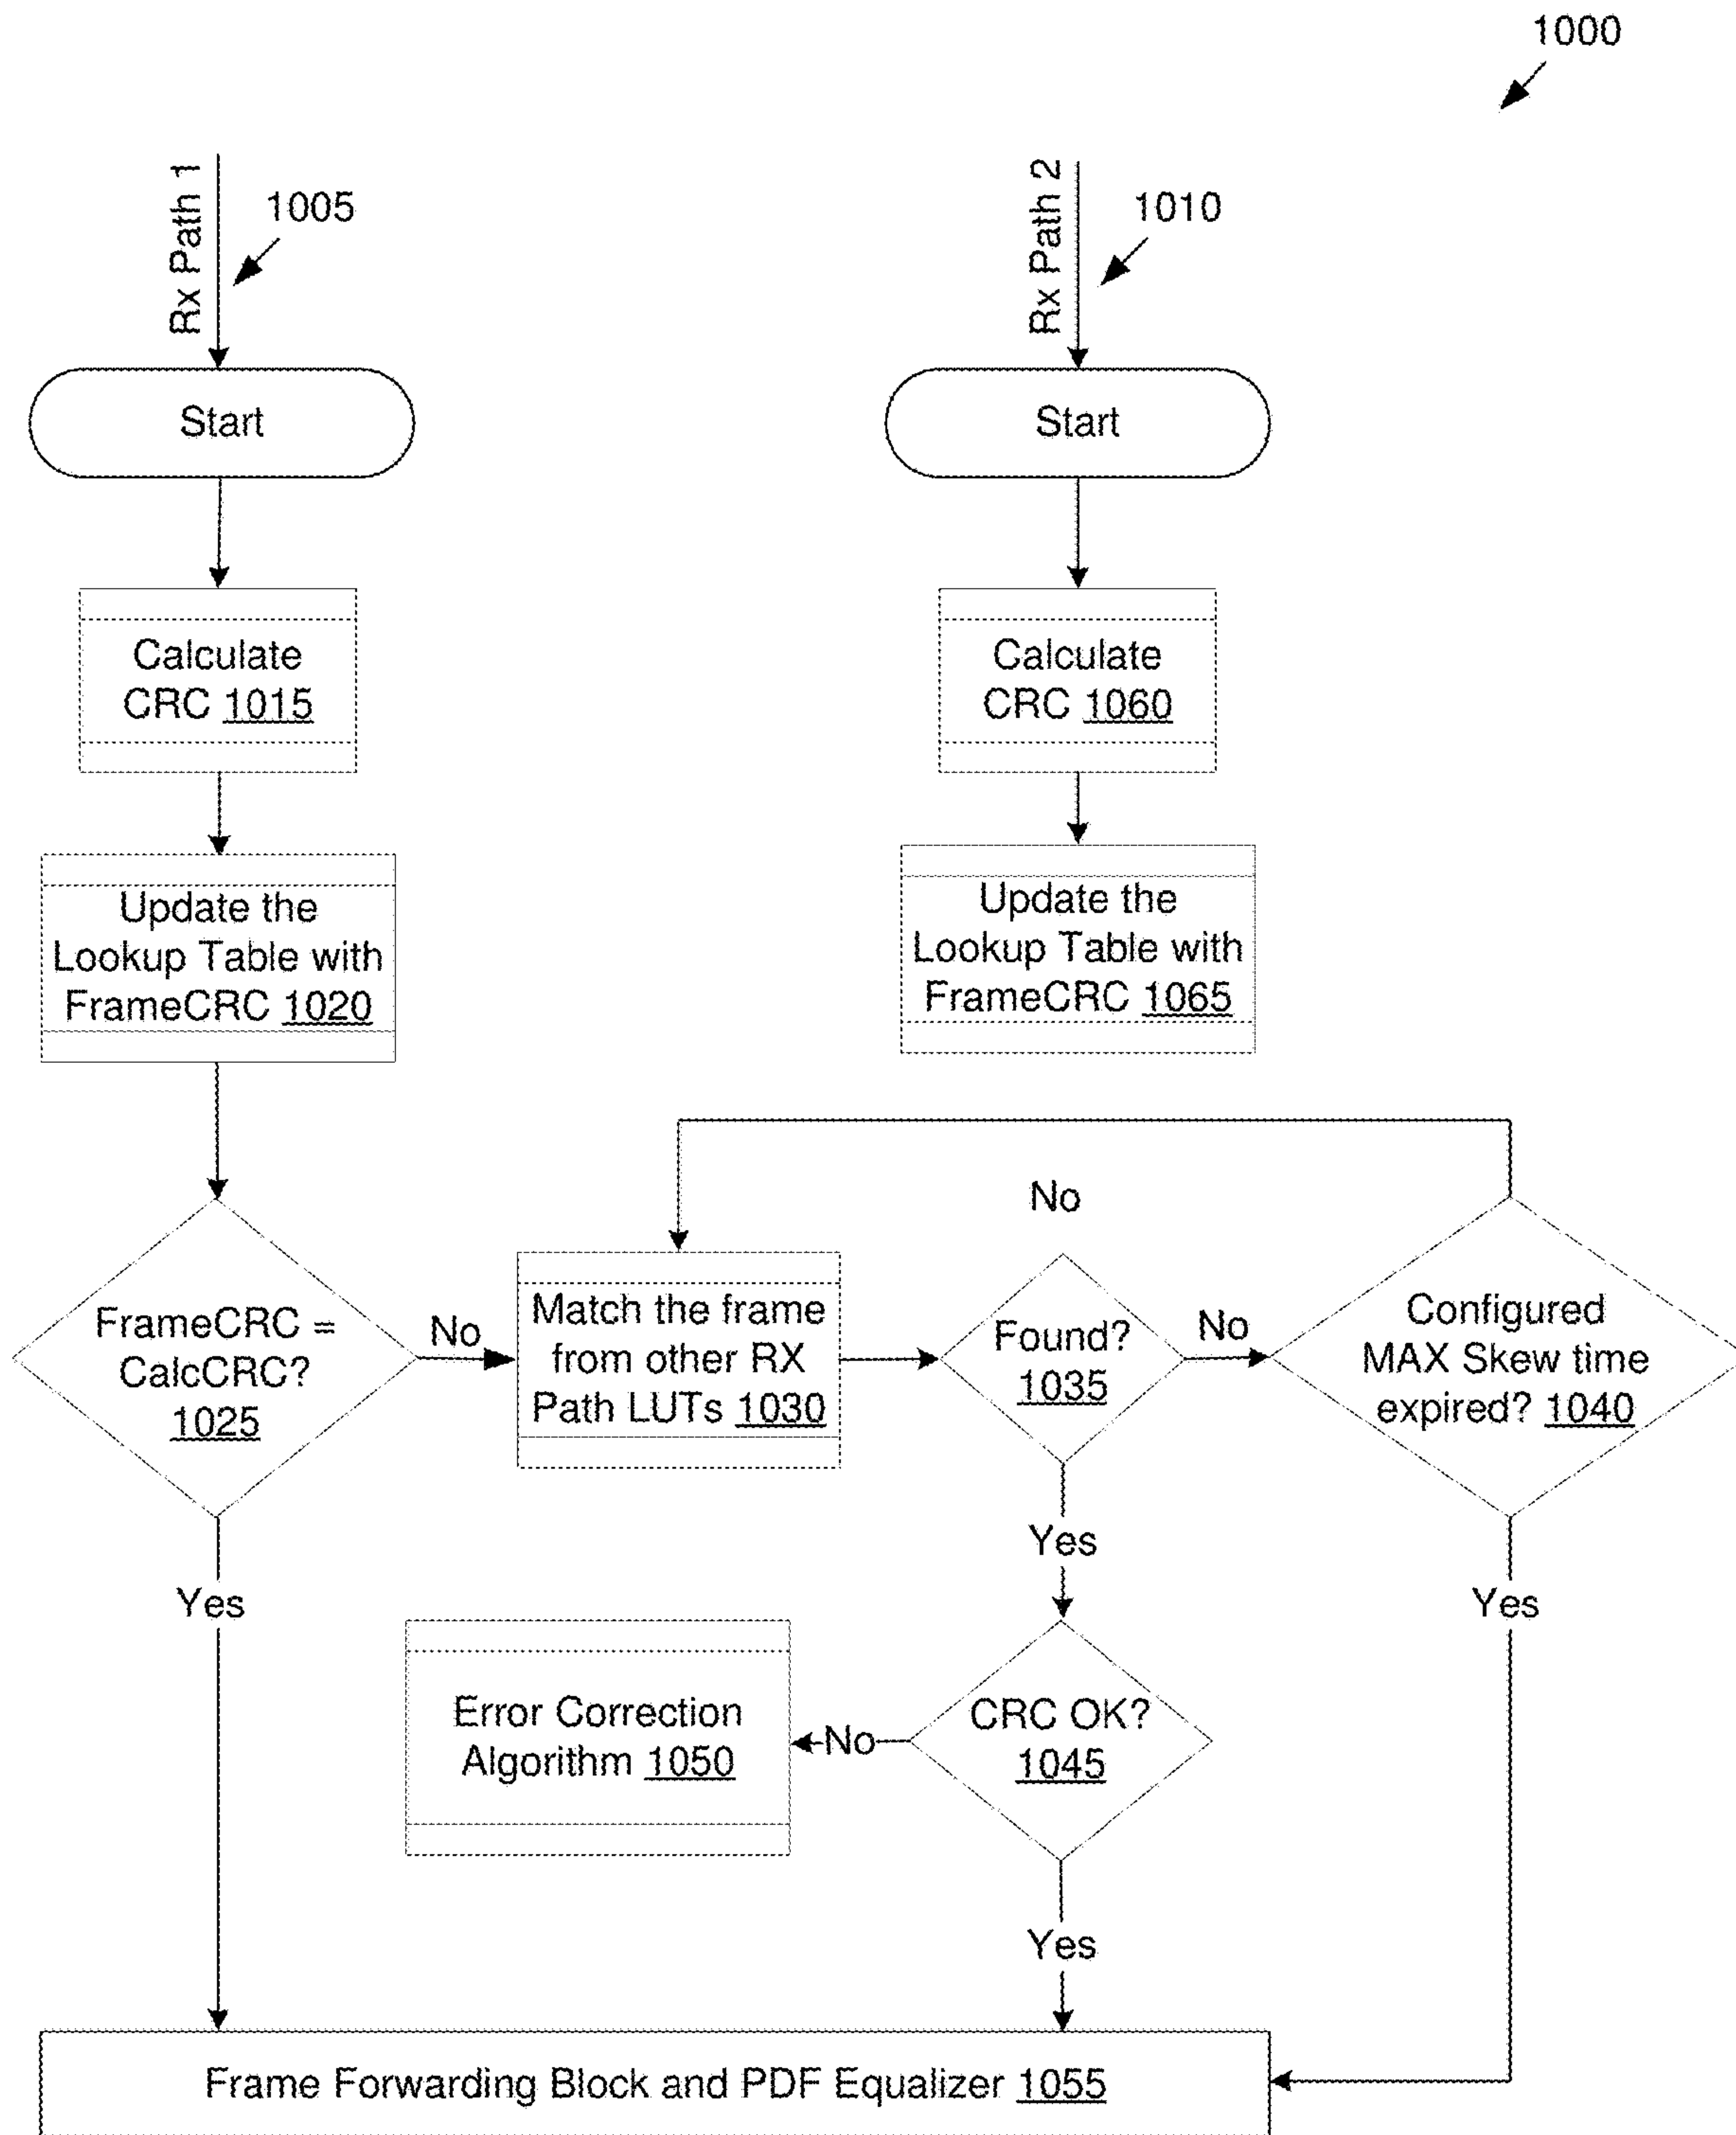 1000
Rx Path 1
1005
Rx Path 2
1010
Start
Start
Calculate
CRC 1015
Calculate
CRC 1060
Update the
Lookup Table with
FrameCRC 1020
Update the
Lookup Table with
FrameCRC 1065
No
FrameCRC =
CalcCRC?
1025
No
Match the frame
from other RX
Path LUTs 1030
Found?
1035
No
Configured
MAX Skew time
expired? 1040
Yes
Yes
Yes
Error Correction
Algorithm 1050
No
CRC OK?
1045
Yes
Frame Forwarding Block and PDF Equalizer 1055